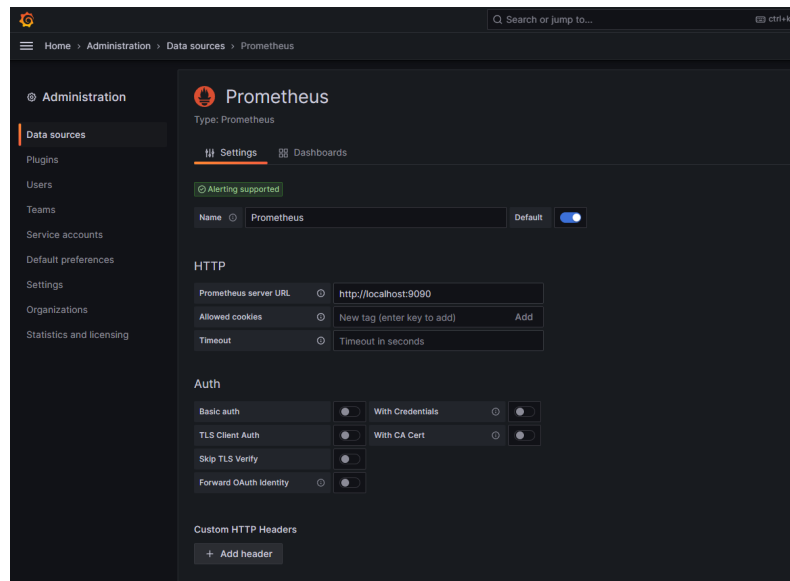 Search or jump to...
ctrl+k
Home › Administration › Data sources › Prometheus
Administration
Data sources
Plugins
Users
Teams
Service accounts
Default preferences
Settings
Organizations
Statistics and licensing
Prometheus
Type: Prometheus
Settings
Dashboards
Alerting supported
Name Prometheus Default
HTTP
Prometheus server URL http://localhost:9090
Allowed cookies New tag (enter key to add) Add
Timeout Timeout in seconds
Auth
Basic auth With Credentials
TLS Client Auth With CA Cert
Skip TLS Verify
Forward OAuth Identity
Custom HTTP Headers
+ Add header